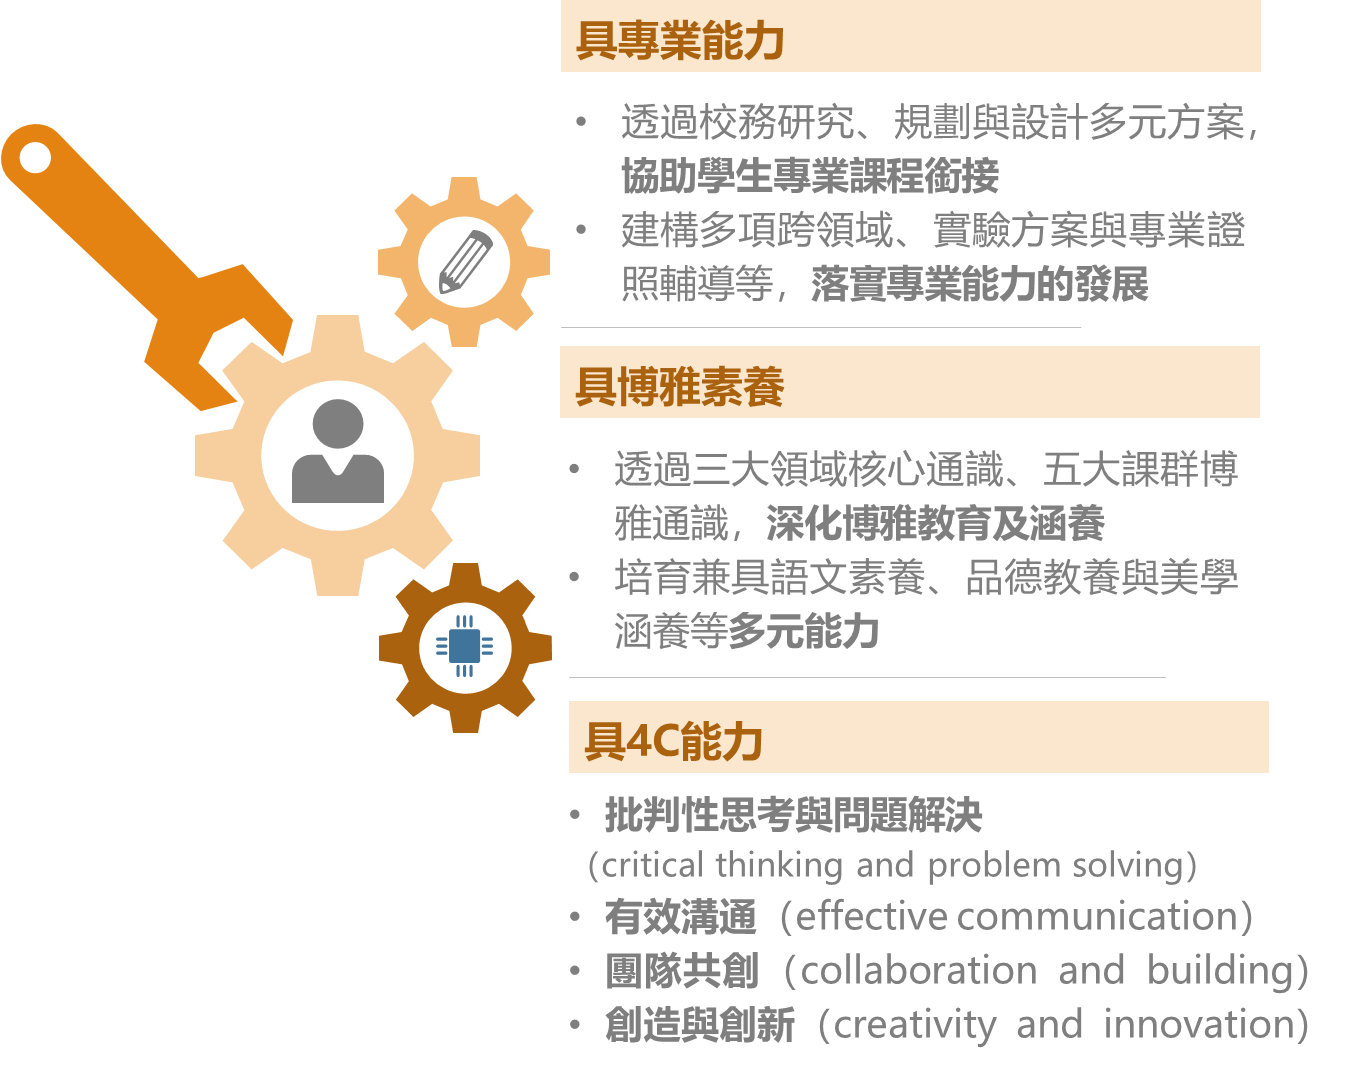 具專業能力
• 透過校務研究、規劃與設計多元方案，
協助學生專業課程銜接
• 建構多項跨領域、實驗方案與專業證
照輔導等，落實專業能力的發展
具博雅素養
• 透過三大領域核心通識、五大課群博
雅通識，深化博雅教育及涵養
• 培育兼具語文素養、品德教養與美學
涵養等多元能力
具4C能力
• 批判性思考與問題解決
（critical thinking and problem solving）
• 有效溝通（effective communication）
• 團隊共創（collaboration and building）
• 創造與創新（creativity and innovation）